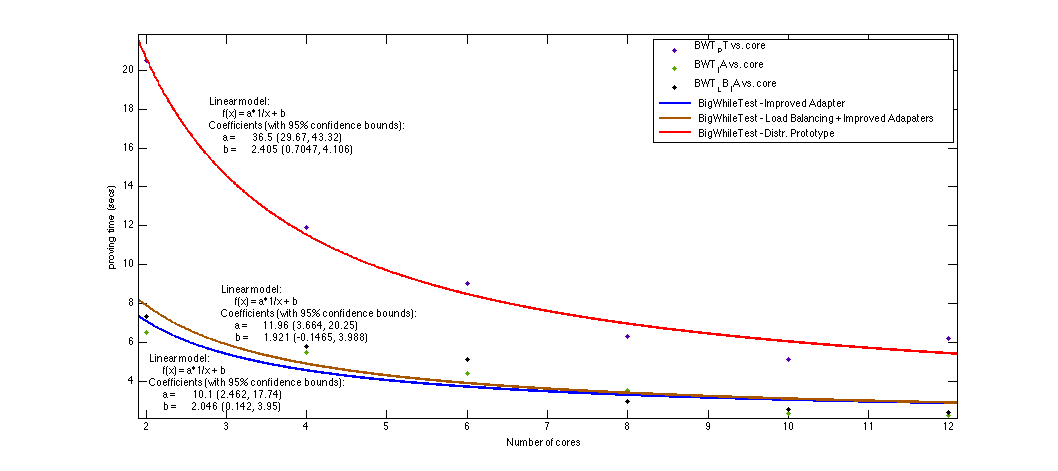 20
18
16
14
12
10
8
6
4
proving time (secs)
2 3 4 5 6 7 8 9 10 11 12
Number of cores
BWT_PT vs. core
BWT_IA vs. core
BWT_LB_IA vs. core
BigWhileTest - Improved Adapter
BigWhileTest - Load Balancing + Improved Adapaters
BigWhileTest - Distr. Prototype
Linear model:
f(x) = a*1/x + b
Coefficients (with 95% confidence bounds):
a = 36.5 (29.67, 43.32)
b = 2.405 (0.7047, 4.106)
Linear model:
f(x) = a*1/x + b
Coefficients (with 95% confidence bounds):
a = 11.96 (3.664, 20.25)
b = 1.921 (-0.1465, 3.988)
Linear model:
f(x) = a*1/x + b
Coefficients (with 95% confidence bounds):
a = 10.1 (2.462, 17.74)
b = 2.046 (0.142, 3.95)